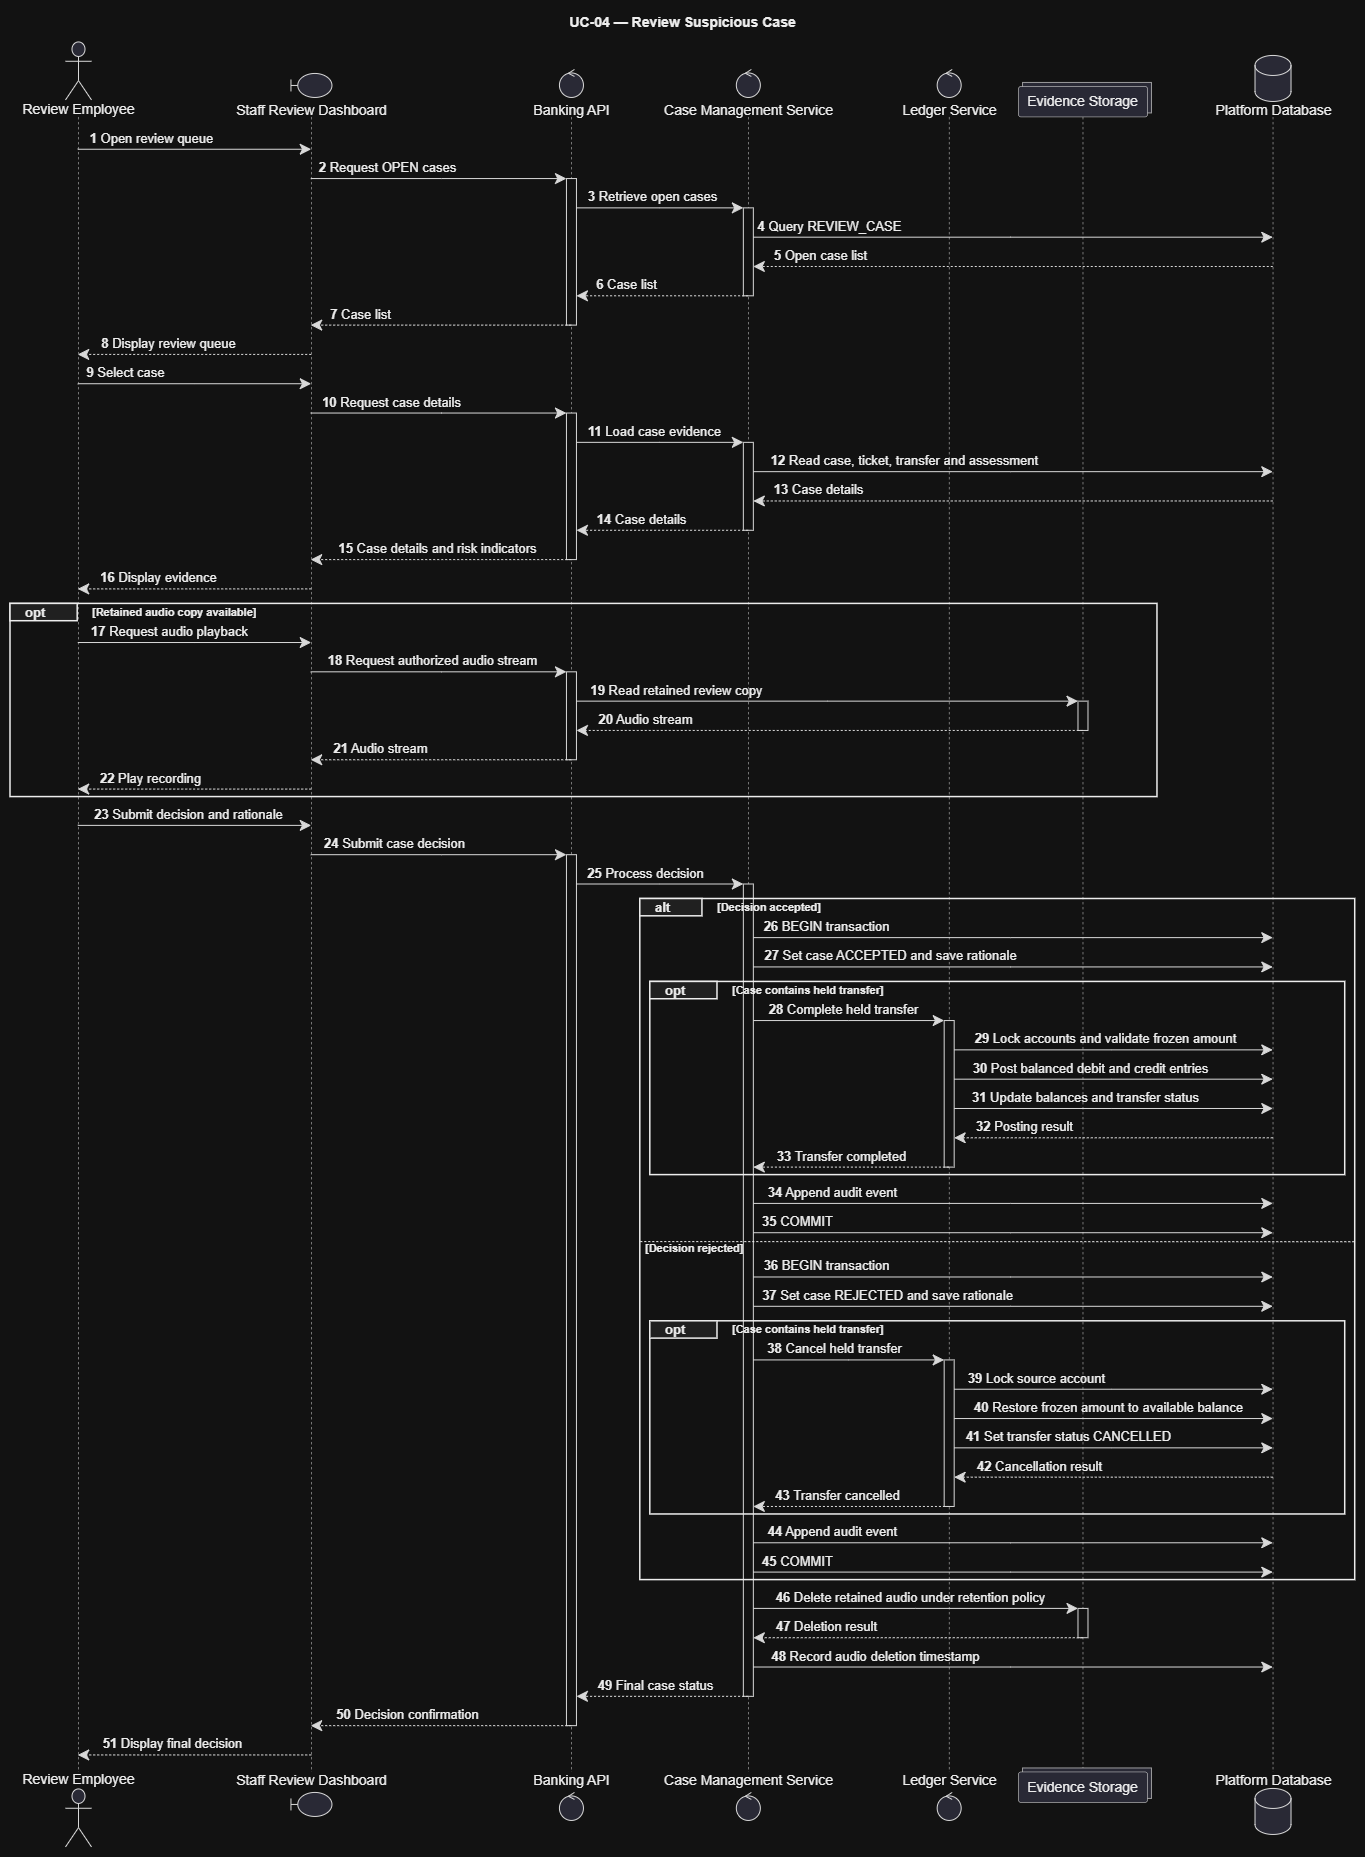 UC-04 — Review Suspicious Case
Review Employee
Staff Review Dashboard
Banking API
Case Management Service
Ledger Service
Evidence Storage
Platform Database
1 Open review queue
2 Request OPEN cases
3 Retrieve open cases
4 Query REVIEW_CASE
5 Open case list
6 Case list
7 Case list
8 Display review queue
9 Select case
10 Request case details
11 Load case evidence
12 Read case, ticket, transfer and assessment
13 Case details
14 Case details
15 Case details and risk indicators
16 Display evidence
opt [Retained audio copy available]
17 Request audio playback
18 Request authorized audio stream
19 Read retained review copy
20 Audio stream
21 Audio stream
22 Play recording
23 Submit decision and rationale
24 Submit case decision
25 Process decision
alt [Decision accepted]
26 BEGIN transaction
27 Set case ACCEPTED and save rationale
opt [Case contains held transfer]
28 Complete held transfer
29 Lock accounts and validate frozen amount
30 Post balanced debit and credit entries
31 Update balances and transfer status
32 Posting result
33 Transfer completed
34 Append audit event
35 COMMIT
[Decision rejected]
36 BEGIN transaction
37 Set case REJECTED and save rationale
opt [Case contains held transfer]
38 Cancel held transfer
39 Lock source account
40 Restore frozen amount to available balance
41 Set transfer status CANCELLED
42 Cancellation result
43 Transfer cancelled
44 Append audit event
45 COMMIT
46 Delete retained audio under retention policy
47 Deletion result
48 Record audio deletion timestamp
49 Final case status
50 Decision confirmation
51 Display final decision
Review Employee
Staff Review Dashboard
Banking API
Case Management Service
Ledger Service
Evidence Storage
Platform Database